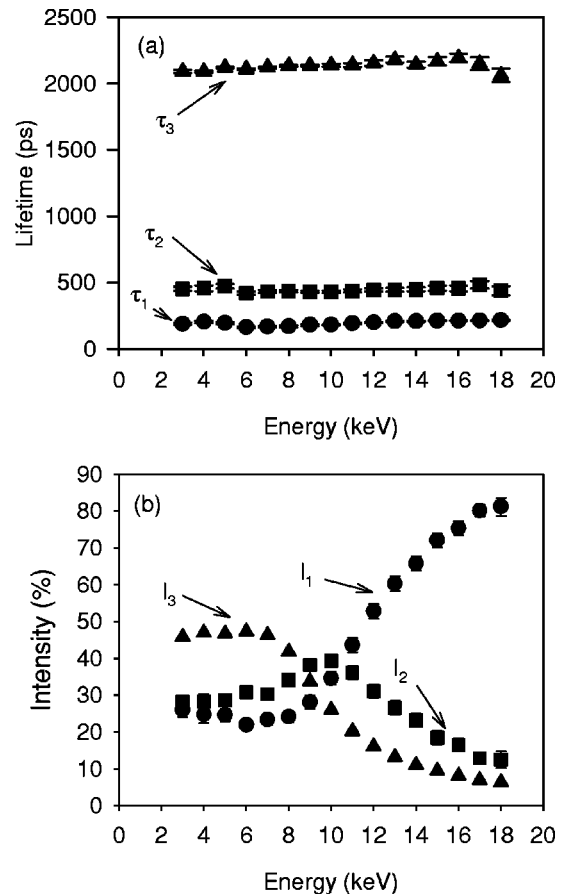 2500
(a)
2000
τ3
1500
Lifetime (ps)
1000
τ2
500
τ1
0
0 2 4 6 8 10 12 14 16 18 20
Energy (keV)
90
(b)
80
70
I1
60
I3
50
Intensity (%)
40
I2
30
20
10
0
0 2 4 6 8 10 12 14 16 18 20
Energy (keV)